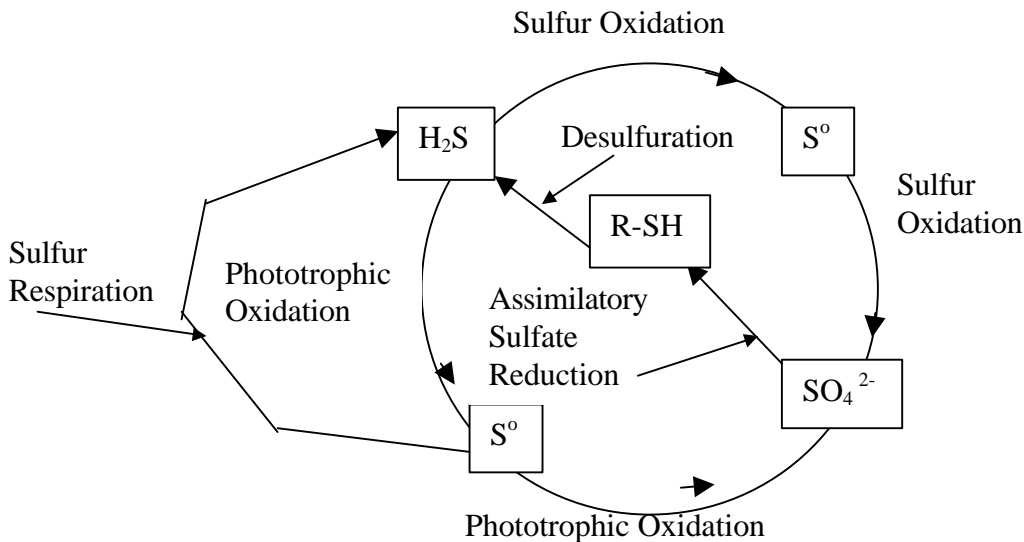 Sulfur Oxidation
H₂S
S°
Desulfuration
Sulfur
Oxidation
R-SH
Sulfur
Respiration
Phototrophic
Oxidation
Assimilatory
Sulfate
Reduction
SO₄ ²⁻
S°
Phototrophic Oxidation